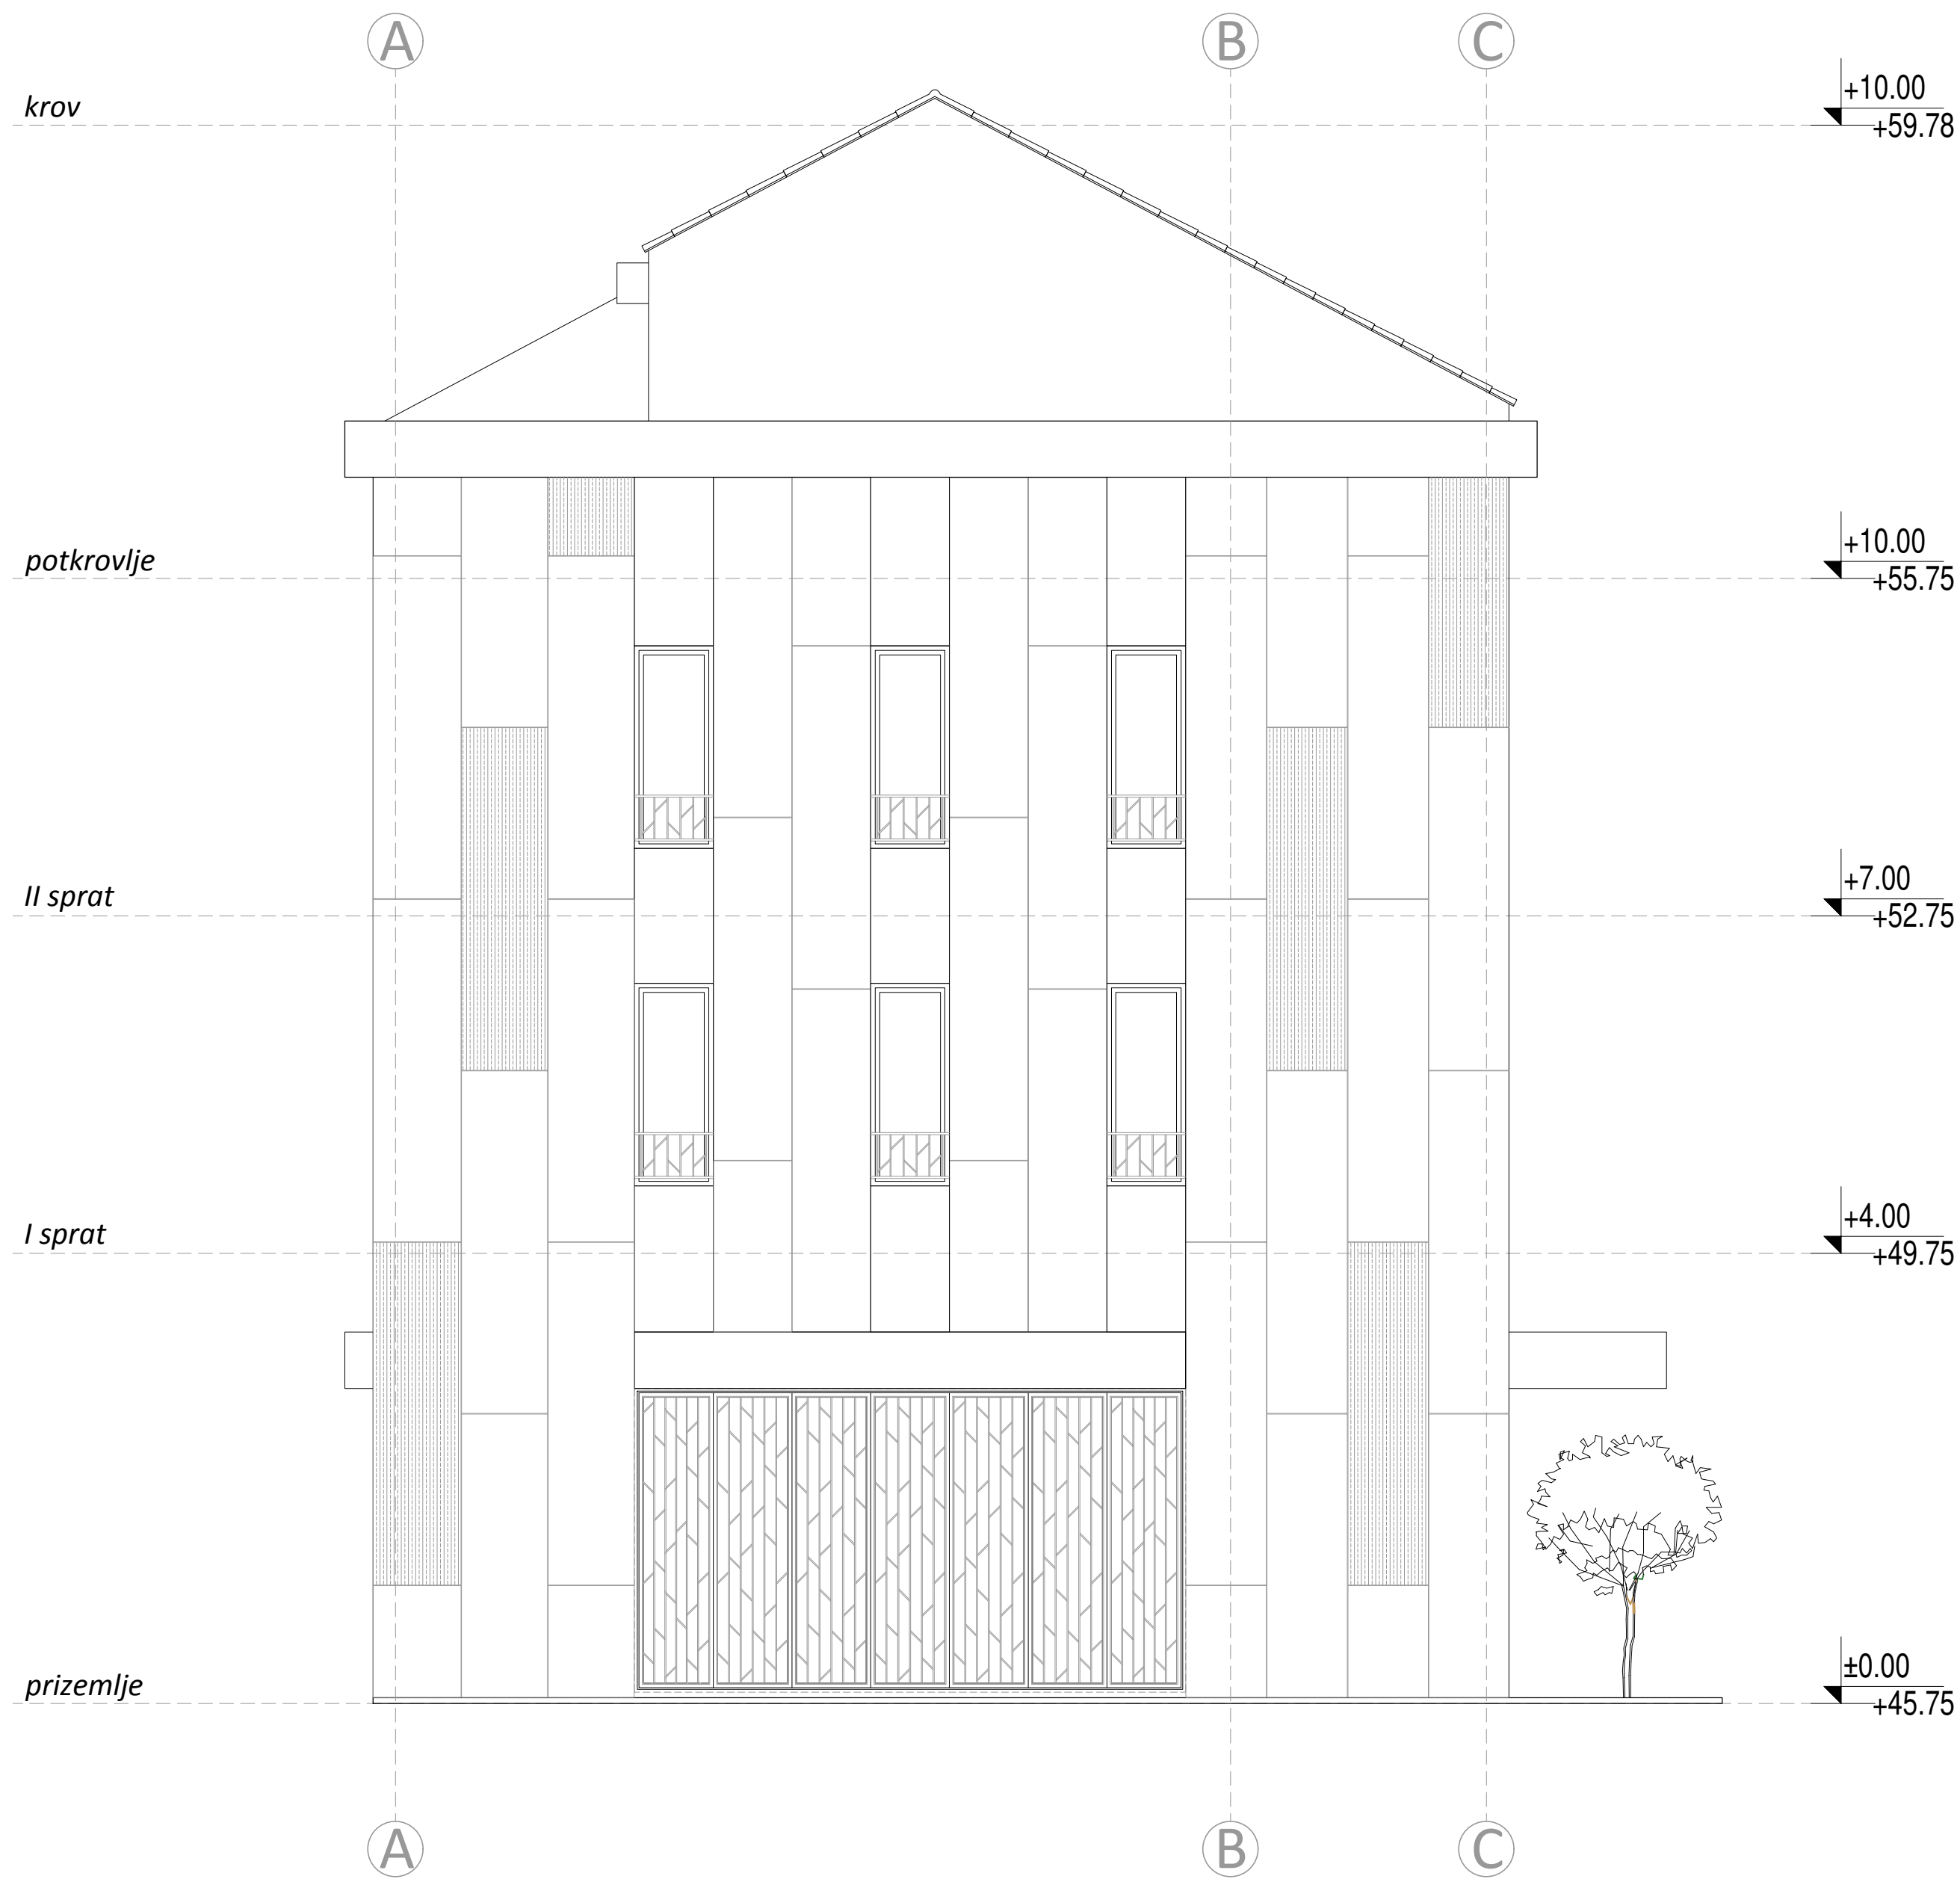 A B C
krov
+10.00
+59.78
potkrovlje
+10.00
+55.75
II sprat
+7.00
+52.75
I sprat
+4.00
+49.75
prizemlje
±0.00
+45.75
A B C